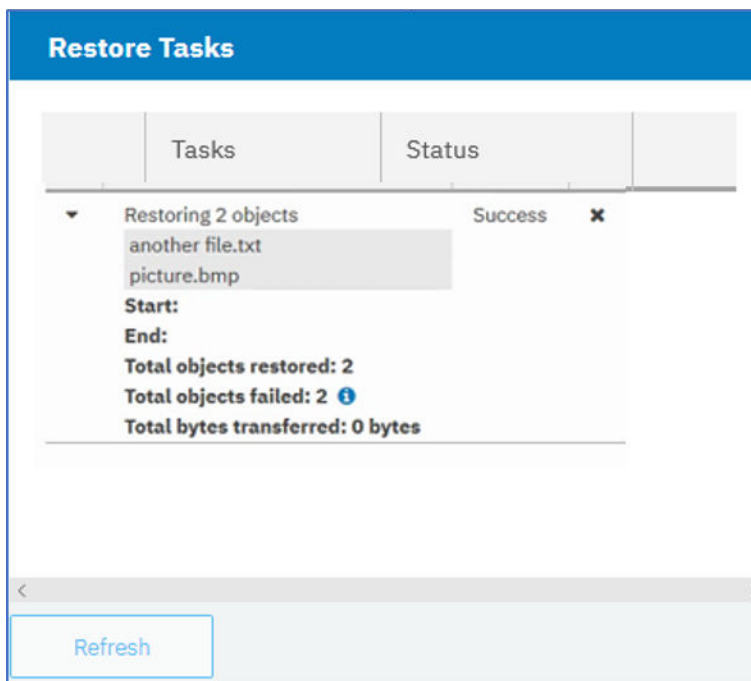 Restore Tasks
Tasks Status
Restoring 2 objects Success
another file.txt
picture.bmp
Start:
End:
Total objects restored: 2
Total objects failed: 2
Total bytes transferred: 0 bytes
Refresh